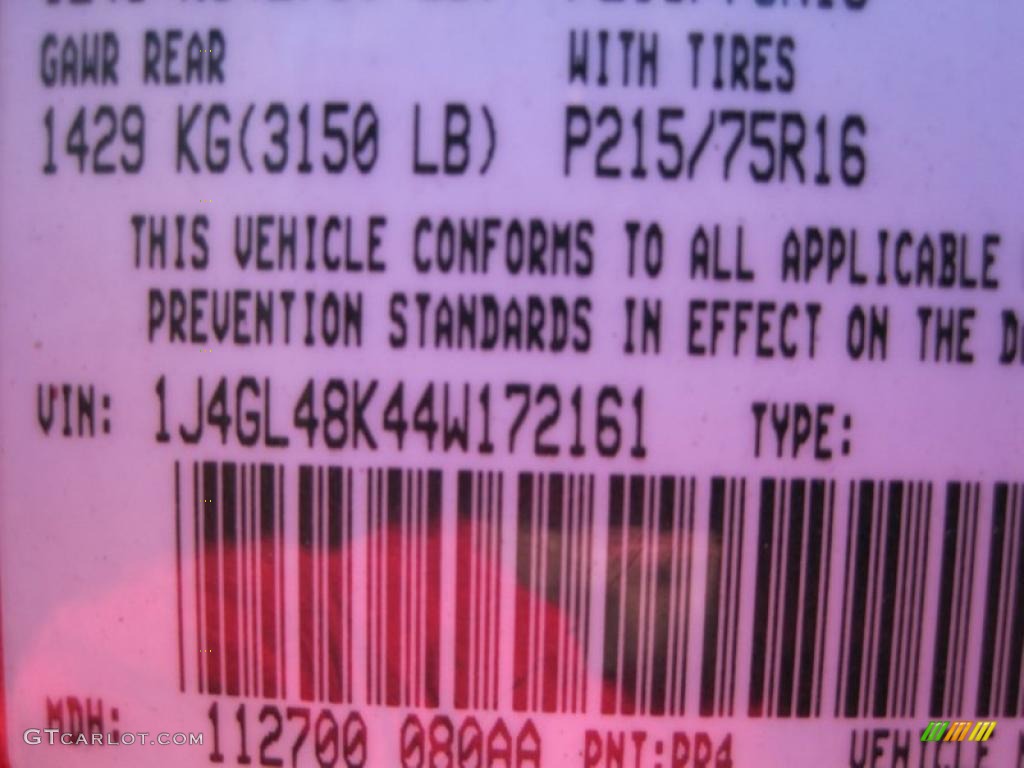 GAWR REAR WITH TIRES
1429 KG(3150 LB) P215/75R16
THIS VEHICLE CONFORMS TO ALL APPLICABLE
PREVENTION STANDARDS IN EFFECT ON THE
VIN: 1J4GL48K44W172161 TYPE:
MDH: 112700 080AA PNT:PR4 VEHICLE
GTCARLOT.COM